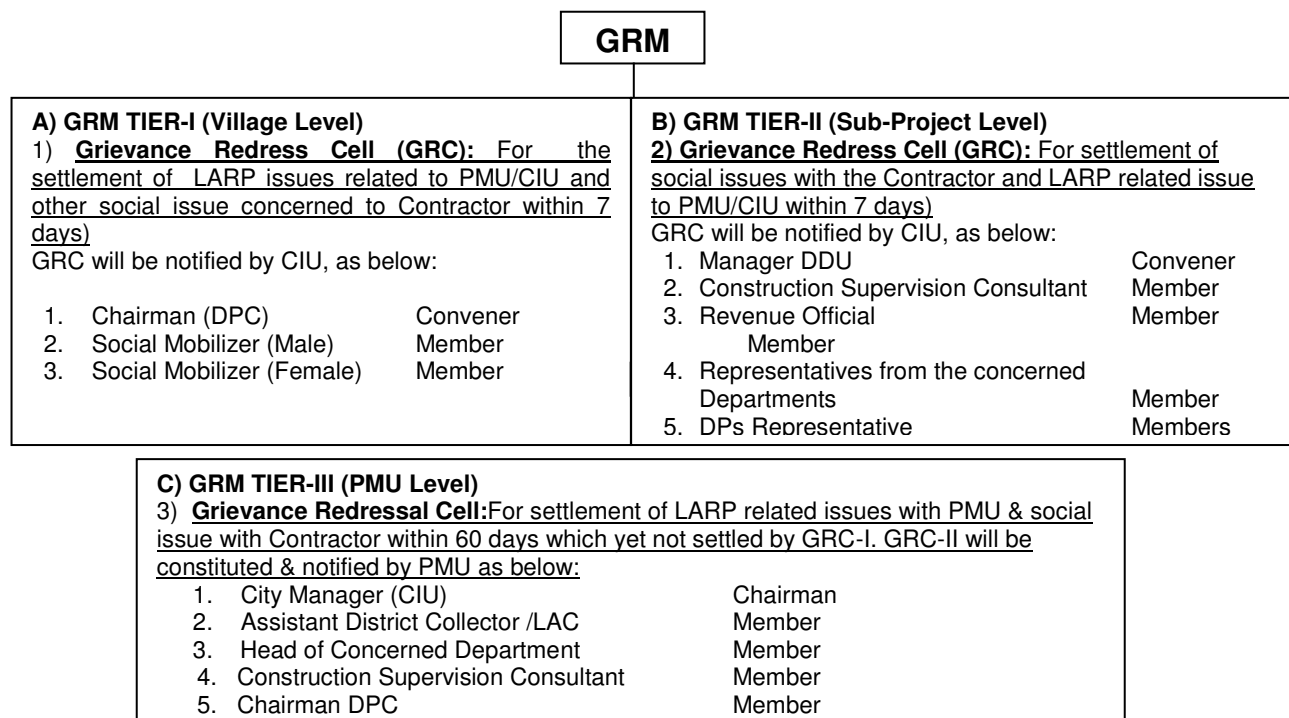 GRM
A) GRM TIER-I (Village Level)
1) Grievance Redress Cell (GRC): For the
settlement of LARP issues related to PMU/CIU and
other social issue concerned to Contractor within 7
days)
GRC will be notified by CIU, as below:
1. Chairman (DPC) Convener
2. Social Mobilizer (Male) Member
3. Social Mobilizer (Female) Member
B) GRM TIER-II (Sub-Project Level)
2) Grievance Redress Cell (GRC): For settlement of
social issues with the Contractor and LARP related issue
to PMU/CIU within 7 days)
GRC will be notified by CIU, as below:
1. Manager DDU Convener
2. Construction Supervision Consultant Member
3. Revenue Official Member
Member
4. Representatives from the concerned
Departments Member
5. DPs Representative Members
C) GRM TIER-III (PMU Level)
3) Grievance Redressal Cell:For settlement of LARP related issues with PMU & social
issue with Contractor within 60 days which yet not settled by GRC-I. GRC-II will be
constituted & notified by PMU as below:
1. City Manager (CIU) Chairman
2. Assistant District Collector /LAC Member
3. Head of Concerned Department Member
4. Construction Supervision Consultant Member
5. Chairman DPC Member